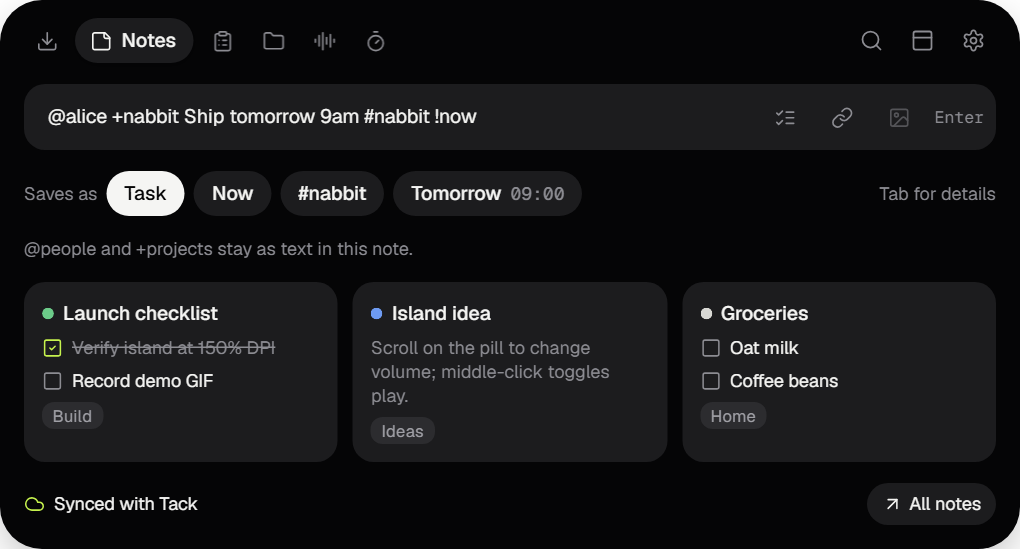 Notes
@alice +nabbit Ship tomorrow 9am #nabbit !now
Enter
Saves as Task Now #nabbit Tomorrow 09:00 Tab for details
@people and +projects stay as text in this note.
Launch checklist
Verify island at 150% DPI
Record demo GIF
Build
Island idea
Scroll on the pill to change
volume; middle-click toggles
play.
Ideas
Groceries
Oat milk
Coffee beans
Home
Synced with Tack
All notes